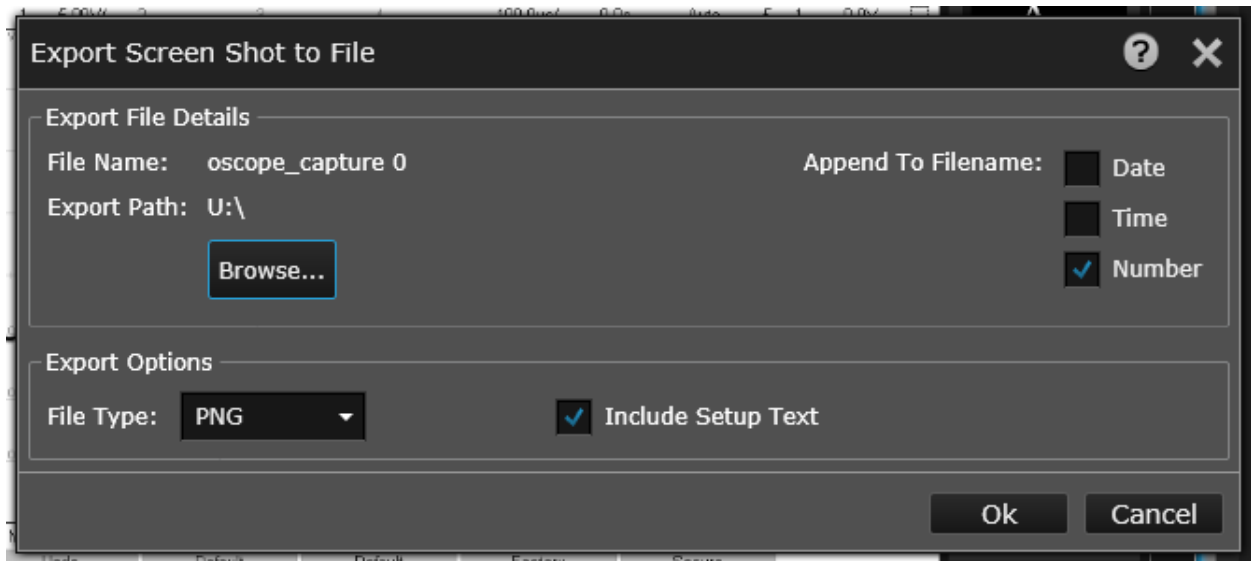 Export Screen Shot to File
Export File Details
File Name: oscope_capture 0
Append To Filename: Date
Export Path: U:\
Time
Browse...
Number
Export Options
File Type: PNG
Include Setup Text
Ok Cancel